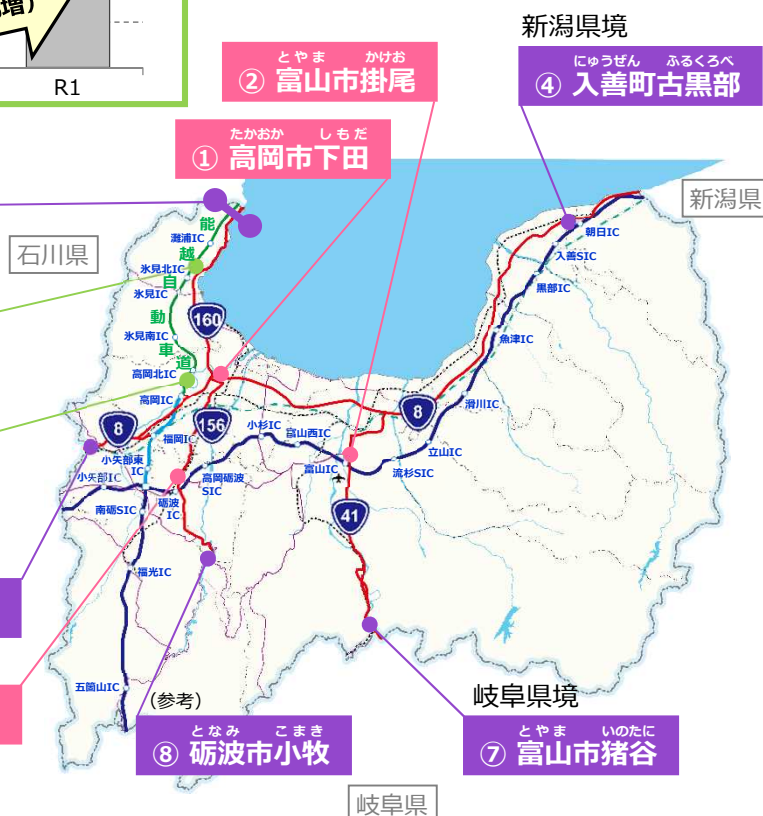 増）
R1
新潟県境
とやま かけお
② 富山市掛尾
にゅうぜん ふるくろべ
④ 入善町古黒部
たかおか しもだ
① 高岡市下田
新潟県
石川県
能
越
自
動
車
道
灘浦IC
氷見北IC
氷見IC
氷見南IC
高岡北IC
高岡IC
160
8
156
8
41
朝日IC
入善SIC
黒部IC
魚津IC
滑川IC
立山IC
流杉SIC
富山IC
富山西IC
小杉IC
福岡IC
小矢部東
IC
小矢部IC
高岡砺波
SIC
砺波
IC
南砺SIC
福光IC
五箇山IC
(参考)
となみ こまき
⑧ 砺波市小牧
岐阜県境
とやま いのたに
⑦ 富山市猪谷
岐阜県